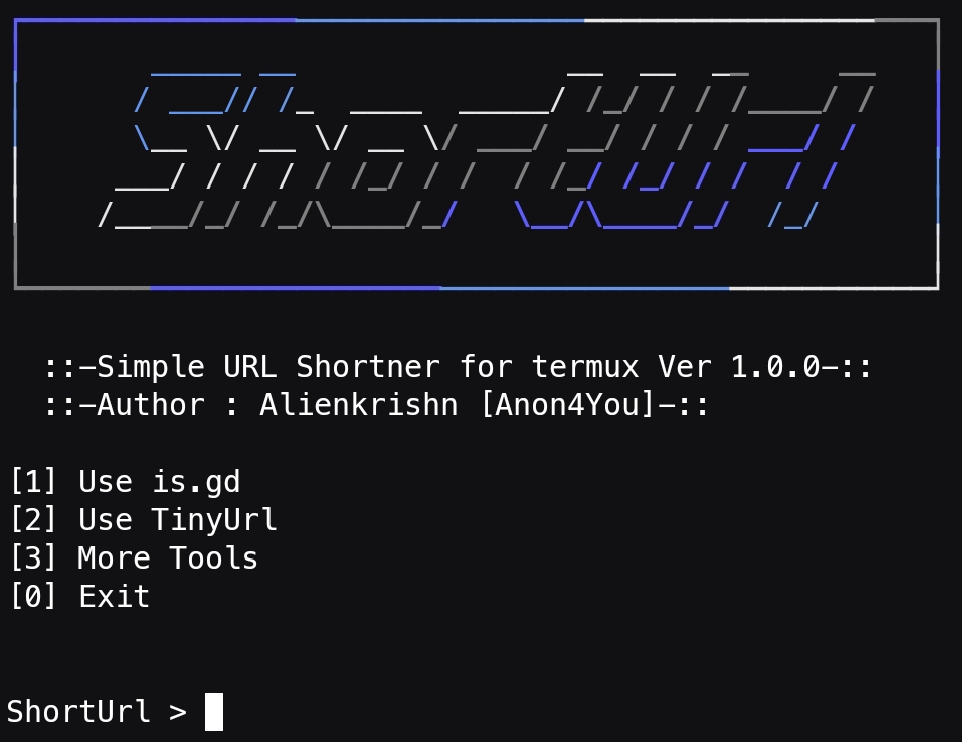 ShortUrl
::—Simple URL Shortner for termux Ver 1.0.0—::
::—Author : Alienkrishn [Anon4You]—::
[1] Use is.gd
[2] Use TinyUrl
[3] More Tools
[0] Exit
ShortUrl >